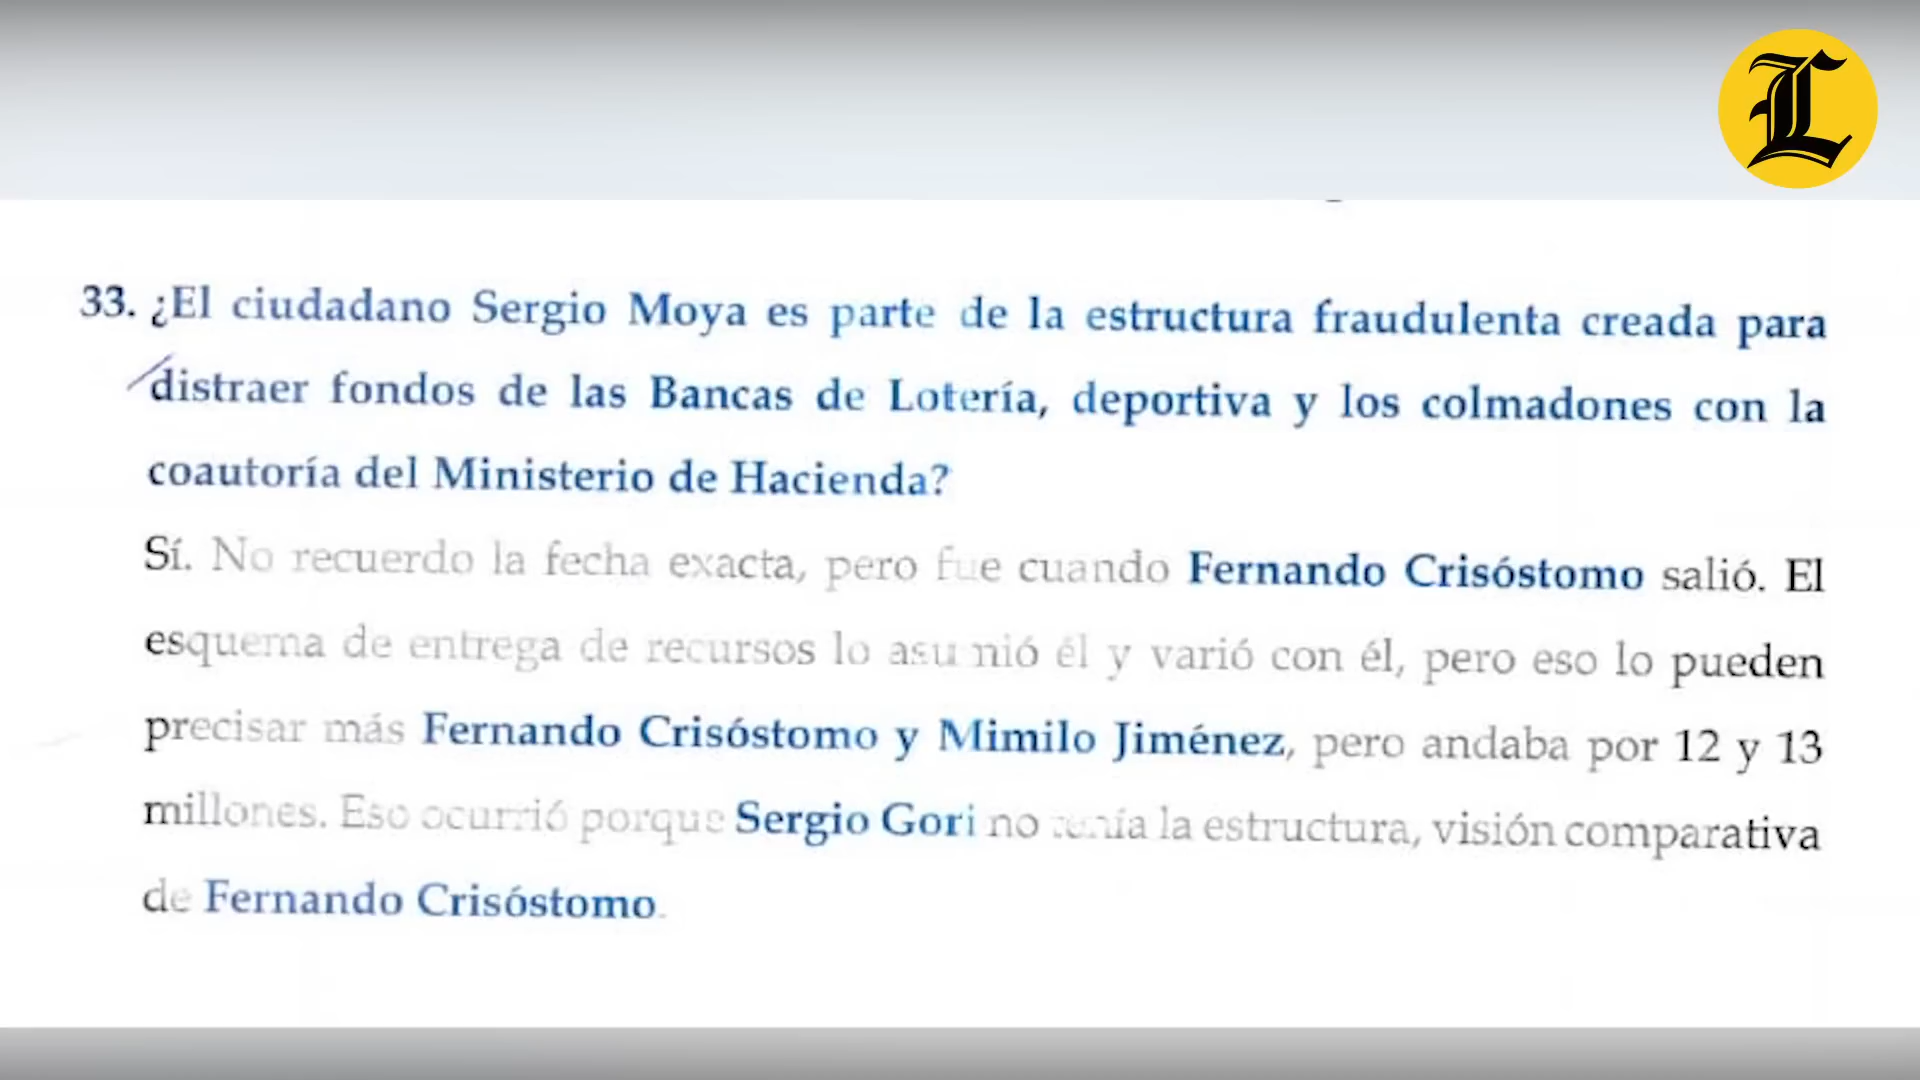 L
33. ¿El ciudadano Sergio Moya es parte de la estructura fraudulenta creada para
distraer fondos de las Bancas de Lotería, deportiva y los colmadones con la
coautoría del Ministerio de Hacienda?
Sí. No recuerdo la fecha exacta, pero fue cuando Fernando Crisóstomo salió. El
esquema de entrega de recursos lo asumió él y varió con él, pero eso lo pueden
precisar más Fernando Crisóstomo y Mimilo Jiménez, pero andaba por 12 y 13
millones. Eso ocurrió porque Sergio Gori no tenía la estructura, visión comparativa
de Fernando Crisóstomo.